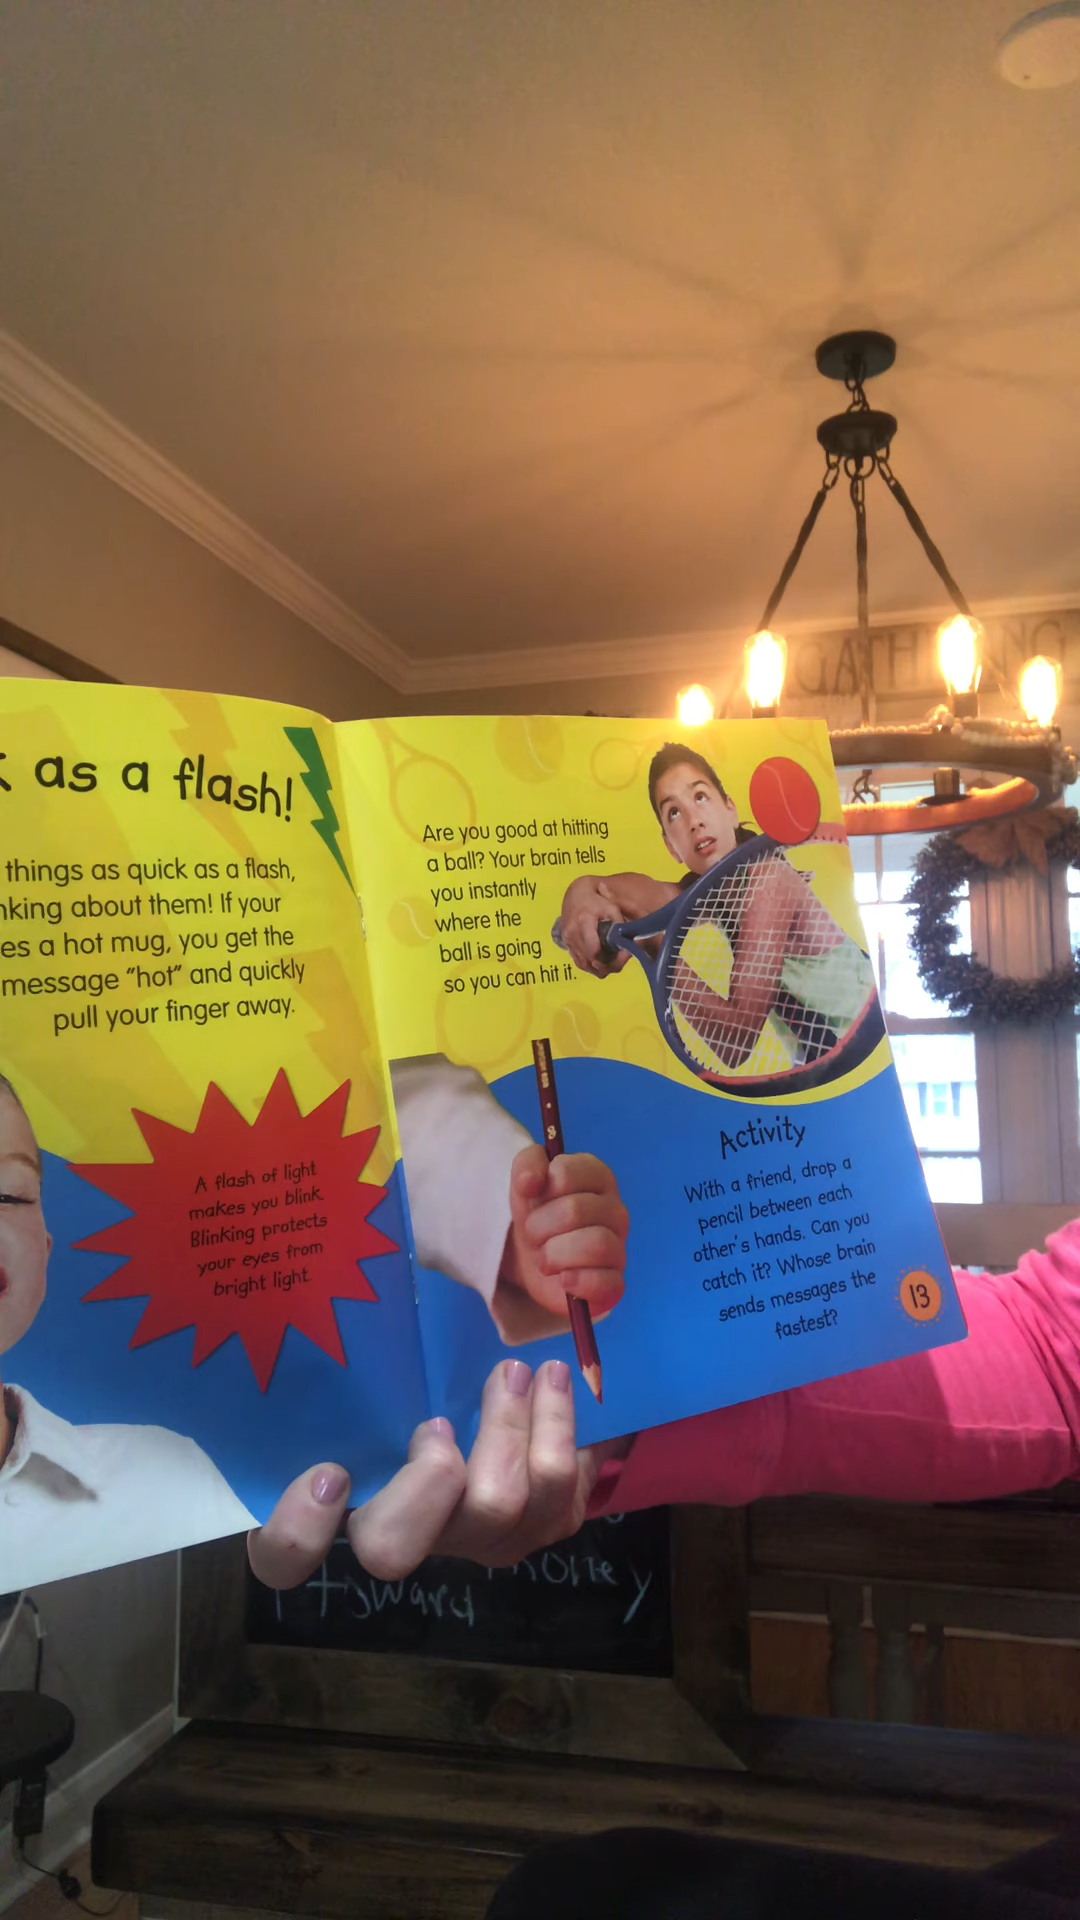 as a flash!
things as quick as a flash,
nking about them! If your
es a hot mug, you get the
message "hot" and quickly
pull your finger away.
A flash of light
makes you blink.
Blinking protects
your eyes from
bright light.
Are you good at hitting
a ball? Your brain tells
you instantly
where the
ball is going
so you can hit it.
Activity
With a friend, drop a
pencil between each
other's hands. Can you
catch it? Whose brain
sends messages the
fastest?
13
GATHERING